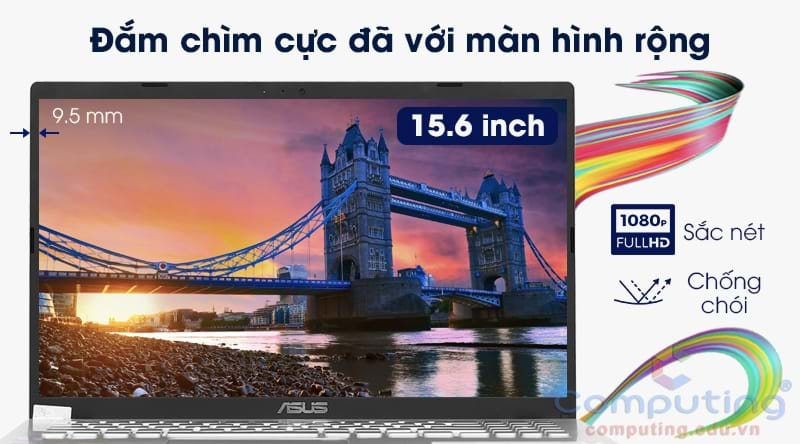 Đắm chìm cực đã với màn hình rộng
9.5 mm
15.6 inch
1080P
FULLHD
Sắc nét
Chống
chói
ASUS
Computing®
computing.edu.vn